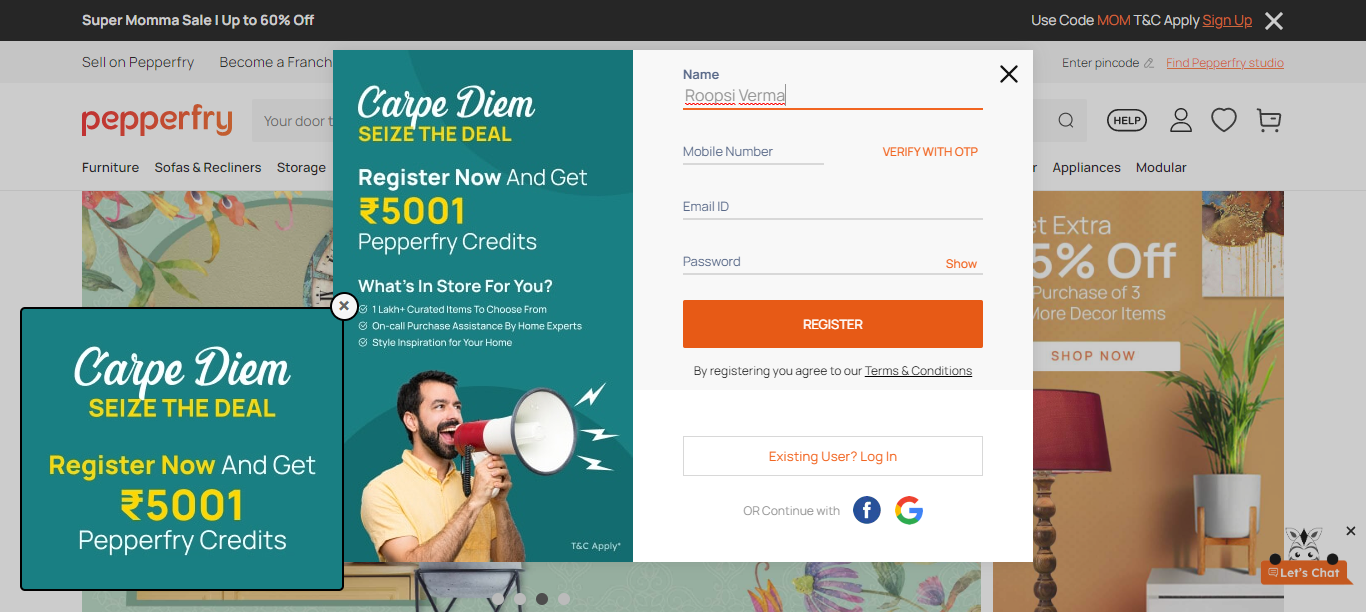 Super Momma Sale | Up to 60% Off
Use Code MOM T&C Apply Sign Up
Sell on Pepperfry
Become a Franch
Enter pincode
Find Pepperfry studio
pepperfry
Your door t
HELP
Furniture
Sofas & Recliners
Storage
Appliances
Modular
Carpe Diem
SEIZE THE DEAL
Register Now And Get
₹5001
Pepperfry Credits
What's In Store For You?
1 Lakh+ Curated Items To Choose From
On-call Purchase Assistance By Home Experts
Style Inspiration for Your Home
T&C Apply*
Name
Roopsi Verma
Mobile Number
VERIFY WITH OTP
Email ID
Password
Show
REGISTER
By registering you agree to our Terms & Conditions
Existing User? Log In
OR Continue with
Carpe Diem
SEIZE THE DEAL
Register Now And Get
₹5001
Pepperfry Credits
et Extra
5% Off
Purchase of 3
More Decor Items
SHOP NOW
Let's Chat